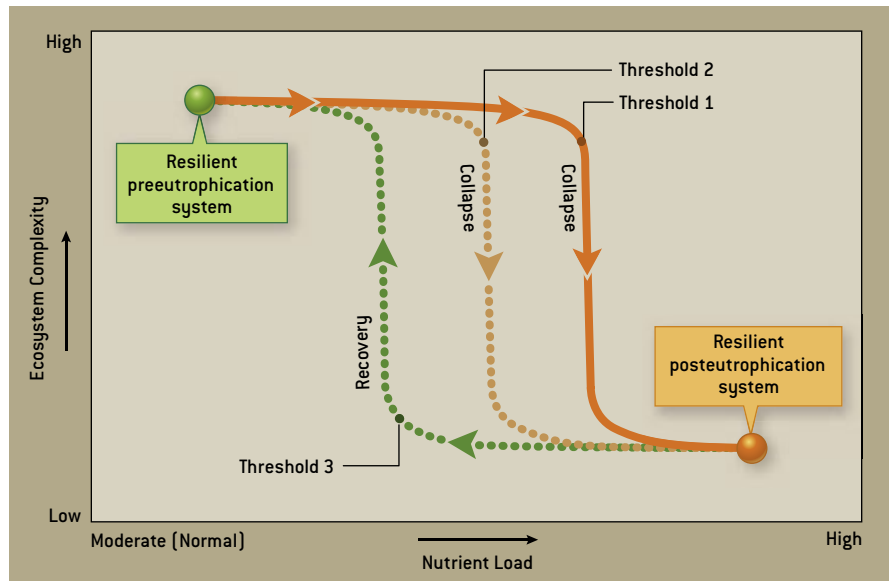 High
Threshold 2
Threshold 1
Resilient
preeutrophication
system
Collapse
Collapse
Ecosystem Complexity
Recovery
Resilient
posteutrophication
system
Threshold 3
Low
Moderate (Normal)
High
Nutrient Load